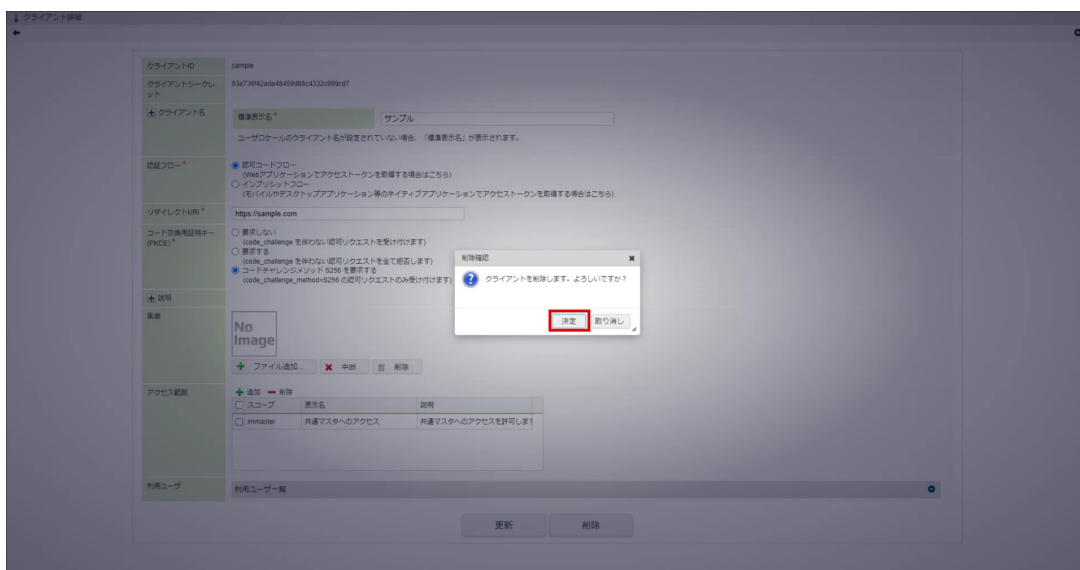 クライアント詳細
クライアントID
sample
クライアントシークレット
クライアント名
標準表示名*
サンプル
ユーザロケールのクライアント名が設定されていない場合、「標準表示名」が表示されます。
認証フロー*
認可コードフロー
(Webアプリケーションでアクセストークンを取得する場合はこちら)
インプリシットフロー
(モバイルやデスクトップアプリケーション等のネイティブアプリケーションでアクセストークンを取得する場合はこちら)
リダイレクトURI*
https://sample.com
コード交換用証明キー(PKCE)*
要求しない
(code_challenge を伴わない認可リクエストを受け付けます)
要求する
(code_challenge を伴わない認可リクエストを全て拒否します)
コードチャレンジメソッド S256 を要求する
(code_challenge_method=S256 の認可リクエストのみ受け付けます)
削除確認
クライアントを削除します。よろしいですか?
決定 取り消し
説明
画像
No
Image
ファイル追加... 中断 削除
アクセス範囲
追加 削除
スコープ 表示名 説明
immaster 共通マスタへのアクセス 共通マスタへのアクセスを許可します
利用ユーザ
利用ユーザ一覧
更新 削除